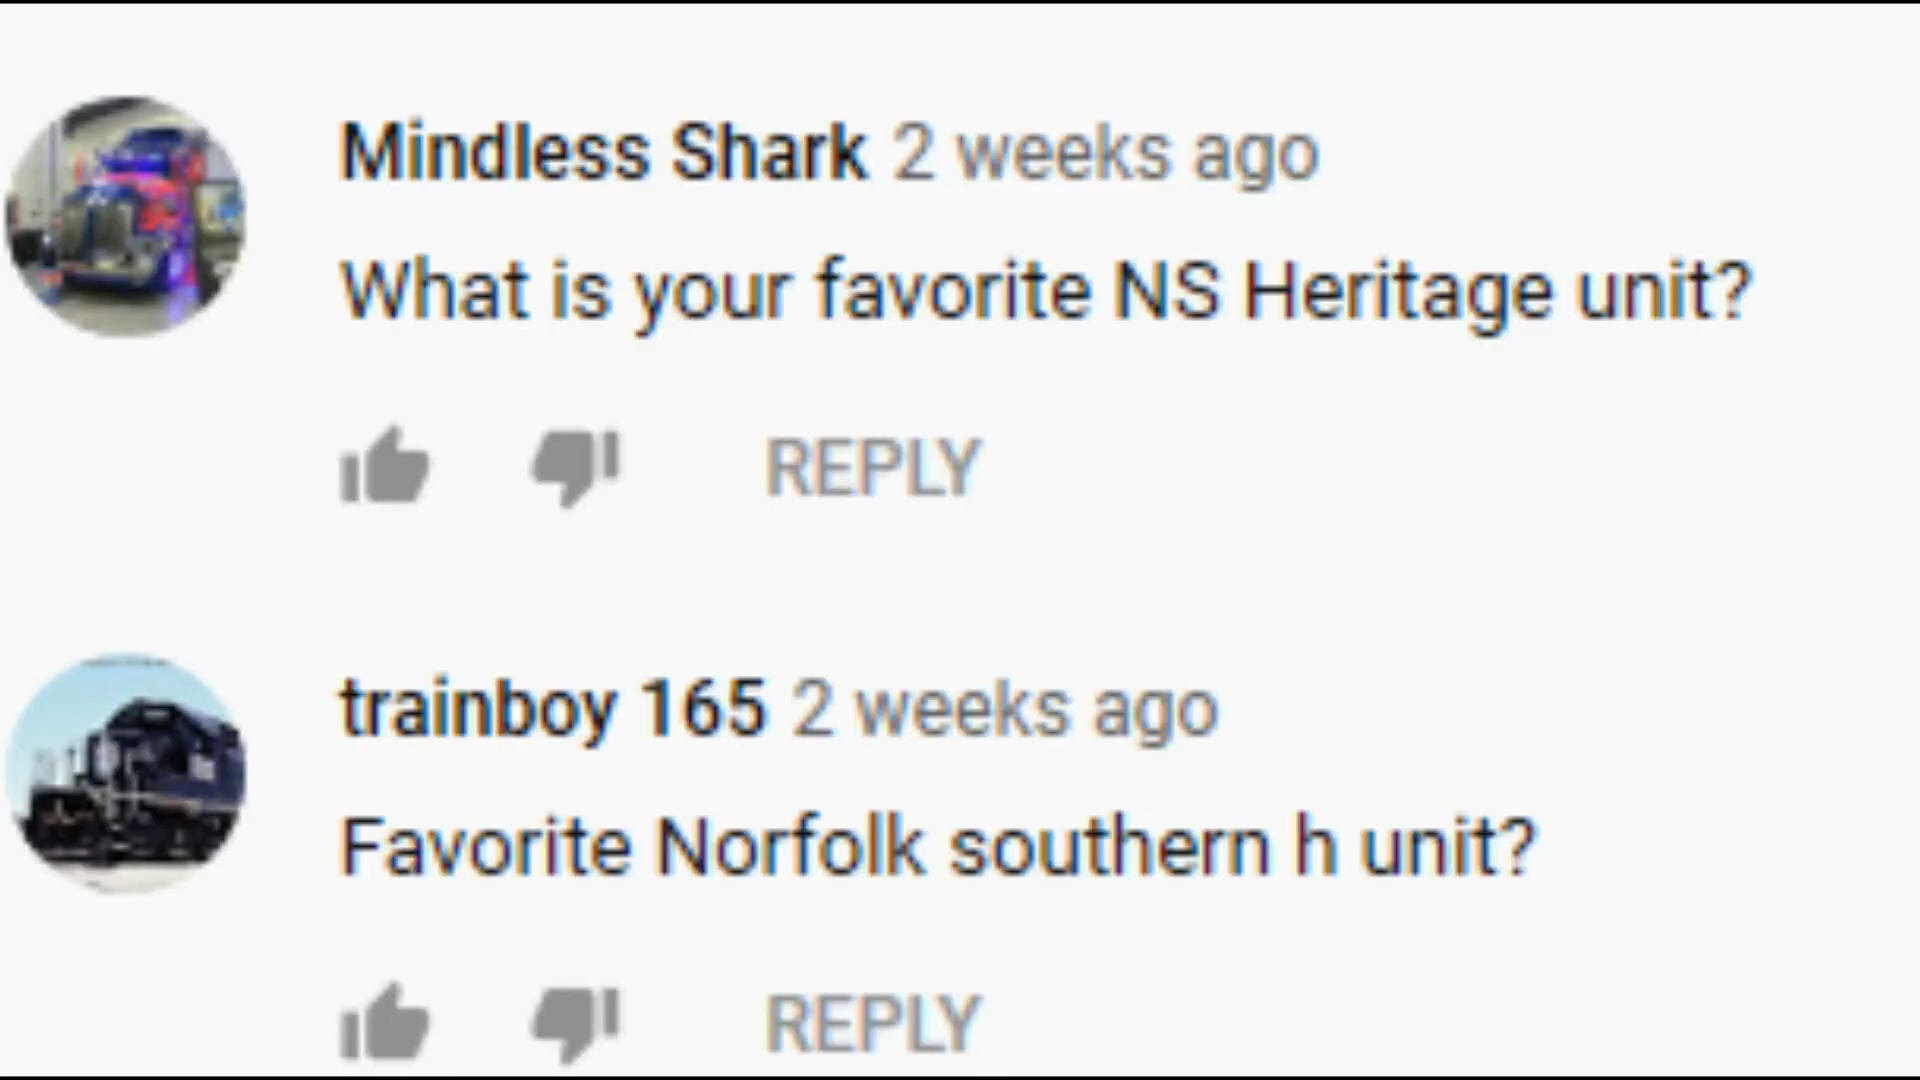 Mindless Shark 2 weeks ago
What is your favorite NS Heritage unit?
REPLY
trainboy 165 2 weeks ago
Favorite Norfolk southern h unit?
REPLY